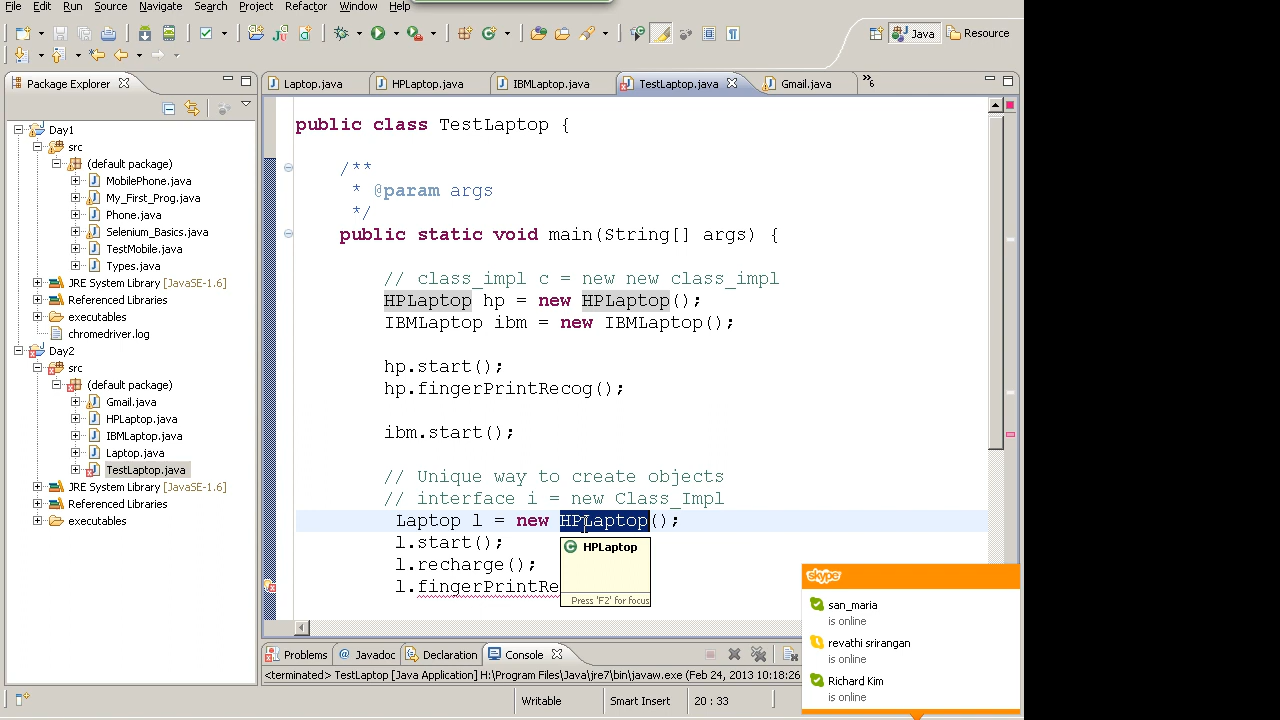 File Edit Run Source Navigate Search Project Refactor Window Help
Java Resource
Package Explorer
Laptop.java HPLaptop.java IBMLaptop.java TestLaptop.java Gmail.java »6
Day1
src
(default package)
MobilePhone.java
My_First_Prog.java
Phone.java
Selenium_Basics.java
TestMobile.java
Types.java
JRE System Library [JavaSE-1.6]
Referenced Libraries
executables
chromedriver.log
Day2
src
(default package)
Gmail.java
HPLaptop.java
IBMLaptop.java
Laptop.java
TestLaptop.java
JRE System Library [JavaSE-1.6]
Referenced Libraries
executables
public class TestLaptop {
/**
* @param args
*/
public static void main(String[] args) {
// class_impl c = new new class_impl
HPLaptop hp = new HPLaptop();
IBMLaptop ibm = new IBMLaptop();
hp.start();
hp.fingerPrintRecog();
ibm.start();
// Unique way to create objects
// interface i = new Class_Impl
Laptop l = new HPLaptop();
l.start();
l.recharge();
l.fingerPrintRe
HPLaptop
Press 'F2' for focus
skype
san_maria
is online
revathi srirangan
is online
Richard Kim
is online
Problems @ Javadoc Declaration Console
<terminated> TestLaptop [Java Application] H:\Program Files\Java\jre7\bin\javaw.exe (Feb 24, 2013 10:18:26
Writable Smart Insert 20 : 33